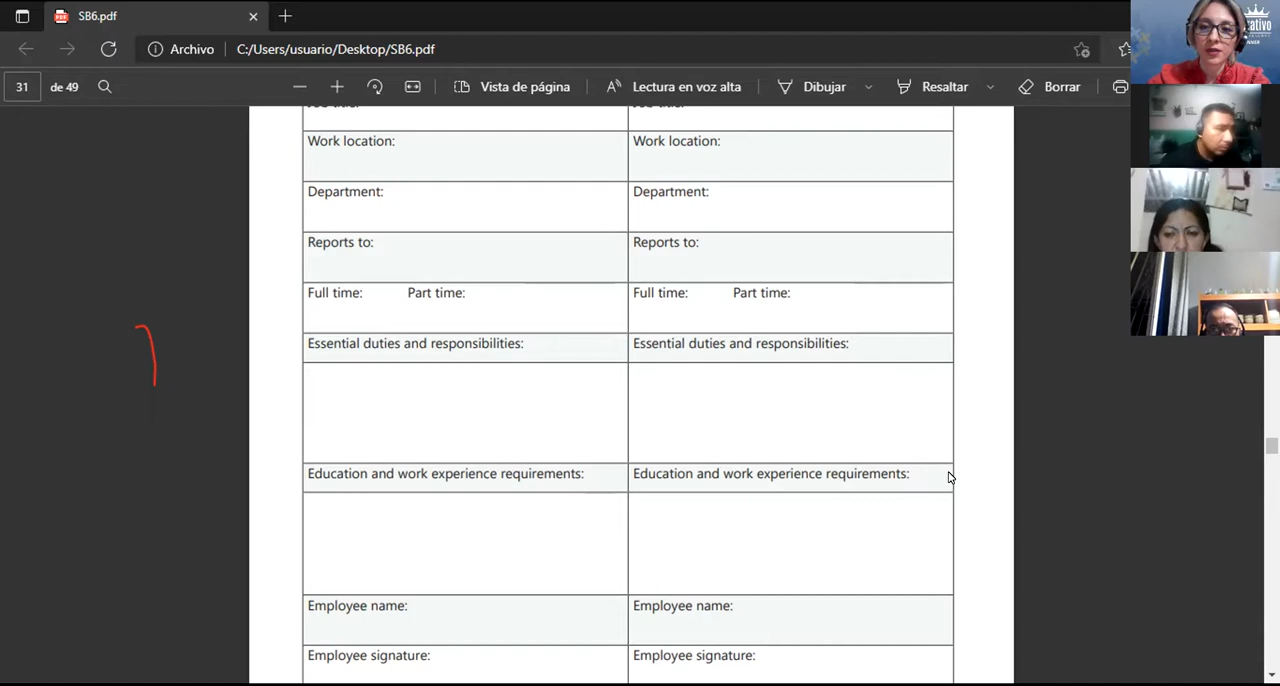 SB6.pdf
Archivo C:/Users/usuario/Desktop/SB6.pdf
31 de 49 Vista de página Lectura en voz alta Dibujar Resaltar Borrar
Work location: Work location:
Department: Department:
Reports to: Reports to:
Full time: Part time: Full time: Part time:
Essential duties and responsibilities: Essential duties and responsibilities:
Education and work experience requirements: Education and work experience requirements:
Employee name: Employee name:
Employee signature: Employee signature: